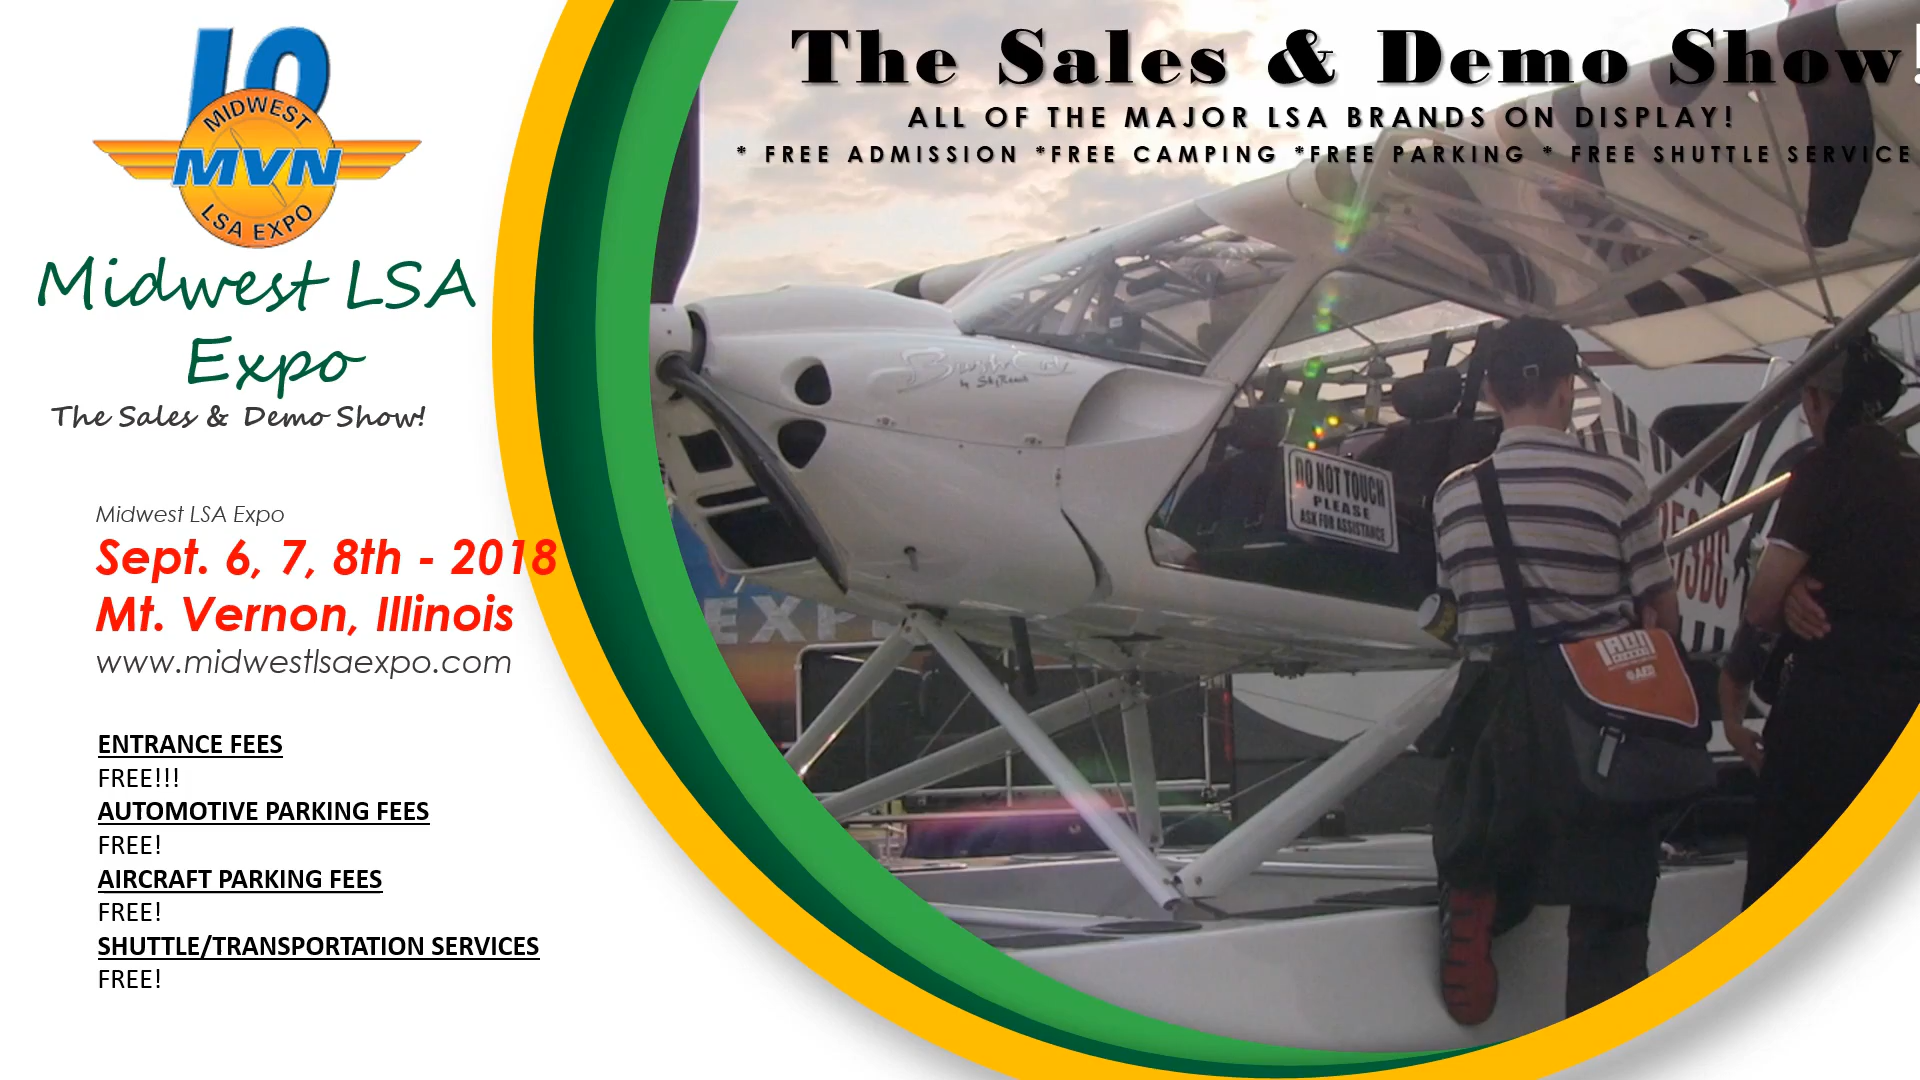 10
MIDWEST
MVN
LSA EXPO
Midwest LSA
Expo
The Sales & Demo Show!
Midwest LSA Expo
Sept. 6, 7, 8th - 2018
Mt. Vernon, Illinois
www.midwestlsaexpo.com
ENTRANCE FEES
FREE!!!
AUTOMOTIVE PARKING FEES
FREE!
AIRCRAFT PARKING FEES
FREE!
SHUTTLE/TRANSPORTATION SERVICES
FREE!
The Sales & Demo Show!
ALL OF THE MAJOR LSA BRANDS ON DISPLAY!
* FREE ADMISSION *FREE CAMPING *FREE PARKING * FREE SHUTTLE SERVICE
by SkyReach
DO NOT TOUCH
PLEASE
ASK FOR ASSISTANCE
EXP
IRON